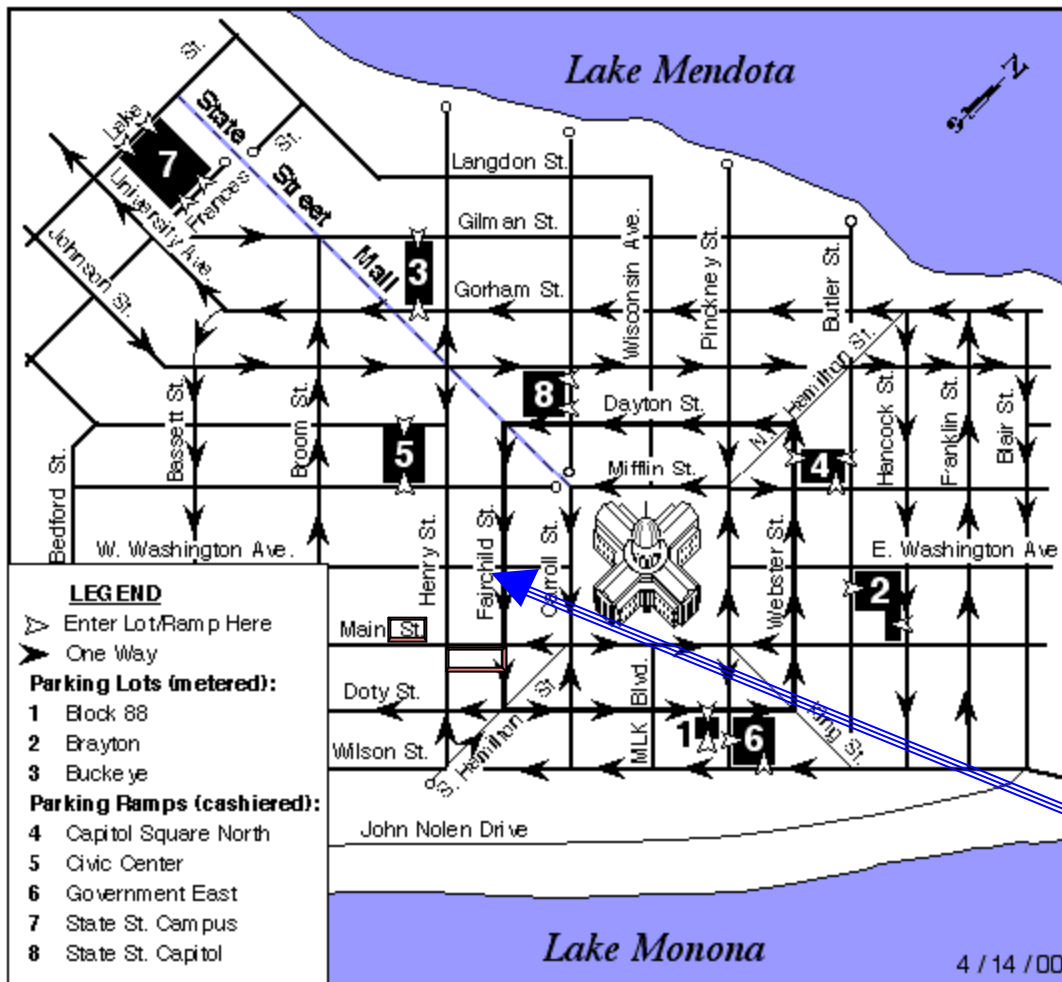 Lake Mendota
N
St.
Lake
State
Street
Mall
St.
7
Frances
University Ave.
Johnson St.
Langdon St.
Gilman St.
3
Gorham St.
Wisconsin Ave.
Pinckney St.
Butler St.
8
Dayton St.
N Hamilton St.
Hancock St.
Franklin St.
Blair St.
Bassett St.
Broom St.
5
4
Mifflin St.
Bedford St.
W. Washington Ave.
E. Washington Ave
Henry St.
Fairchild St.
Carroll St.
Webster St.
2
Main St.
Doty St.
Wilson St.
S. Hamilton St
MLK Blvd.
1
6
King St.
John Nolen Drive
LEGEND
Enter Lot/Ramp Here
One Way
Parking Lots (metered):
1 Block 88
2 Brayton
3 Buckeye
Parking Ramps (cashiered):
4 Capitol Square North
5 Civic Center
6 Government East
7 State St. Campus
8 State St. Capitol
Lake Monona
4 / 14 / 00